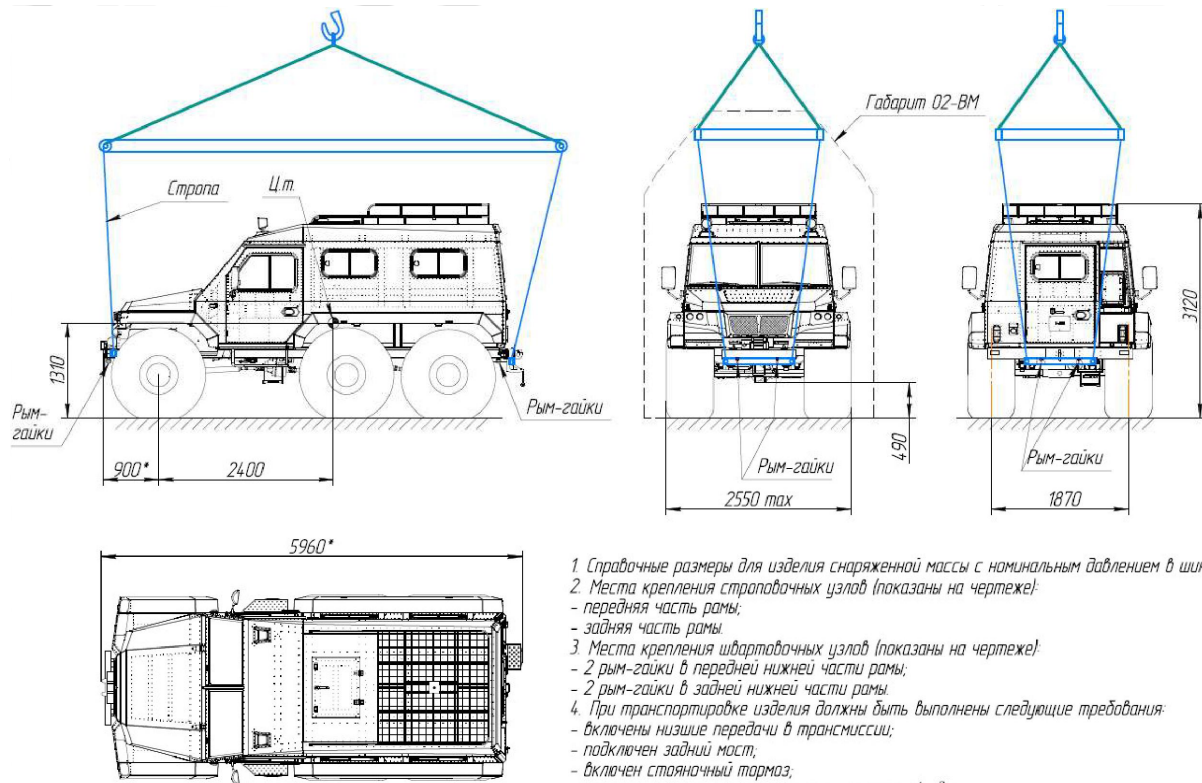 Габарит 02-ВМ
Стропа
Ц.т.
1310
3120
490
Рым-
гайки
Рым-гайки
Рым-гайки
Рым-гайки
900*
2400
2550 max
1870
5960*
1. Справочные размеры для изделия снаряженной массы с номинальным давлением в
2. Места крепления строповочных узлов (показаны на чертеже):
- передняя часть рамы;
- задняя часть рамы.
3. Места крепления швартовочных узлов (показаны на чертеже):
- 2 рым-гайки в передней нижней части рамы;
- 2 рым-гайки в задней нижней части рамы.
4. При транспортировке изделия должны быть выполнены следующие требования:
- включены низшие передачи в трансмиссии;
- подключен задний мост;
- включен стояночный тормоз;